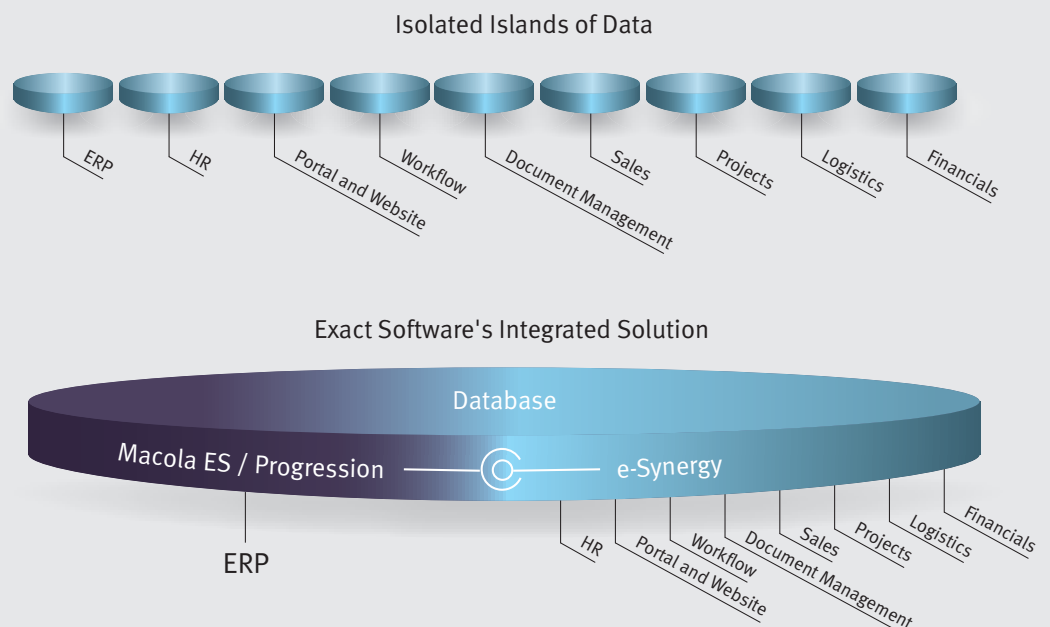 Isolated Islands of Data
ERP
HR
Portal and Website
Workflow
Document Management
Sales
Projects
Logistics
Financials
Exact Software's Integrated Solution
Database
Macola ES / Progression
e-Synergy
ERP
HR
Portal and Website
Workflow
Document Management
Sales
Projects
Logistics
Financials